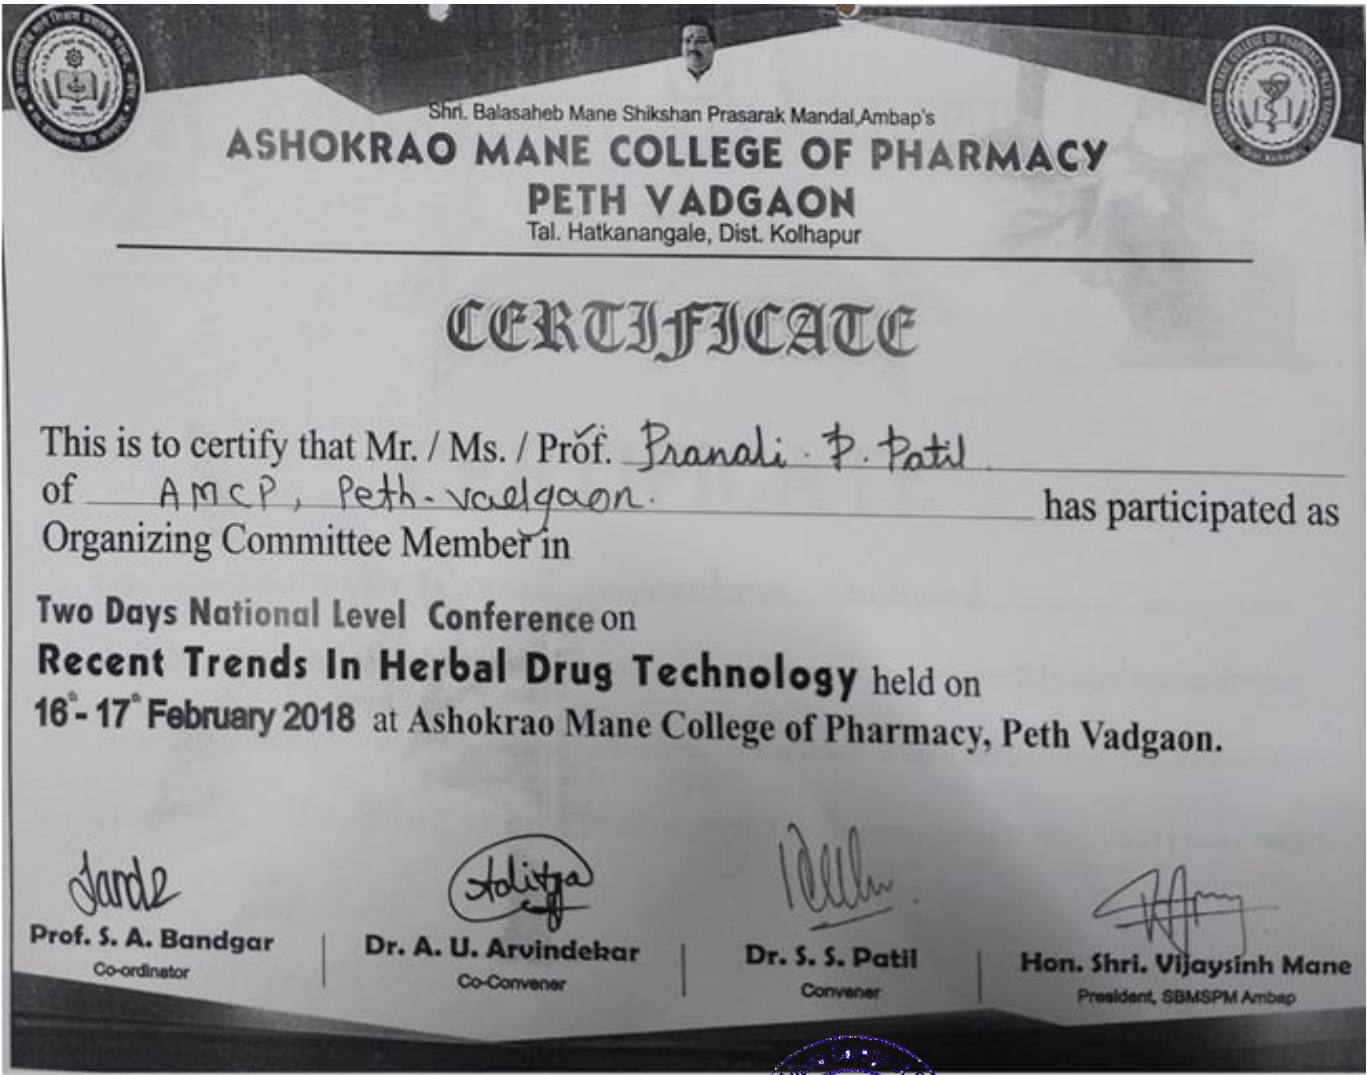 Shri. Balasaheb Mane Shikshan Prasarak Mandal,Ambap's
ASHOKRAO MANE COLLEGE OF PHARMACY
PETH VADGAON
Tal. Hatkanangale, Dist. Kolhapur
CERTIFICATE
This is to certify that Mr. / Ms. / Prof. Pranali . P. Patil
of AMCP, Peth-vadgaon. has participated as
Organizing Committee Member in
Two Days National Level Conference on
Recent Trends In Herbal Drug Technology held on
16th - 17th February 2018 at Ashokrao Mane College of Pharmacy, Peth Vadgaon.
Aditya
Prof. S. A. Bandgar
Co-ordinator
Dr. A. U. Arvindekar
Co-Convener
Dr. S. S. Patil
Convener
Hon. Shri. Vijaysinh Mane
President, SBMSPM Ambap